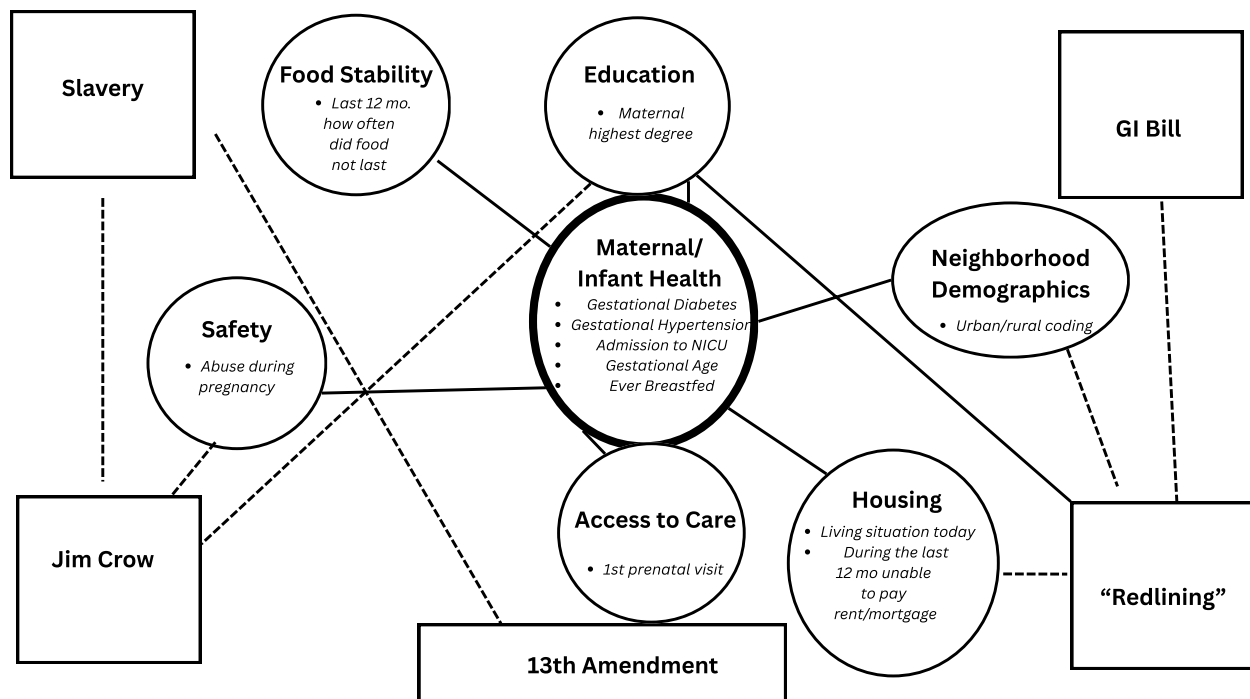 Slavery
Food Stability
• Last 12 mo.
how often
did food
not last
Education
• Maternal
highest degree
GI Bill
Maternal/
Infant Health
• Gestational Diabetes
• Gestational Hypertension
• Admission to NICU
• Gestational Age
• Ever Breastfed
Neighborhood
Demographics
• Urban/rural coding
Safety
• Abuse during
pregnancy
Access to Care
• 1st prenatal visit
Housing
• Living situation today
• During the last
12 mo unable
to pay
rent/mortgage
Jim Crow
“Redlining”
13th Amendment